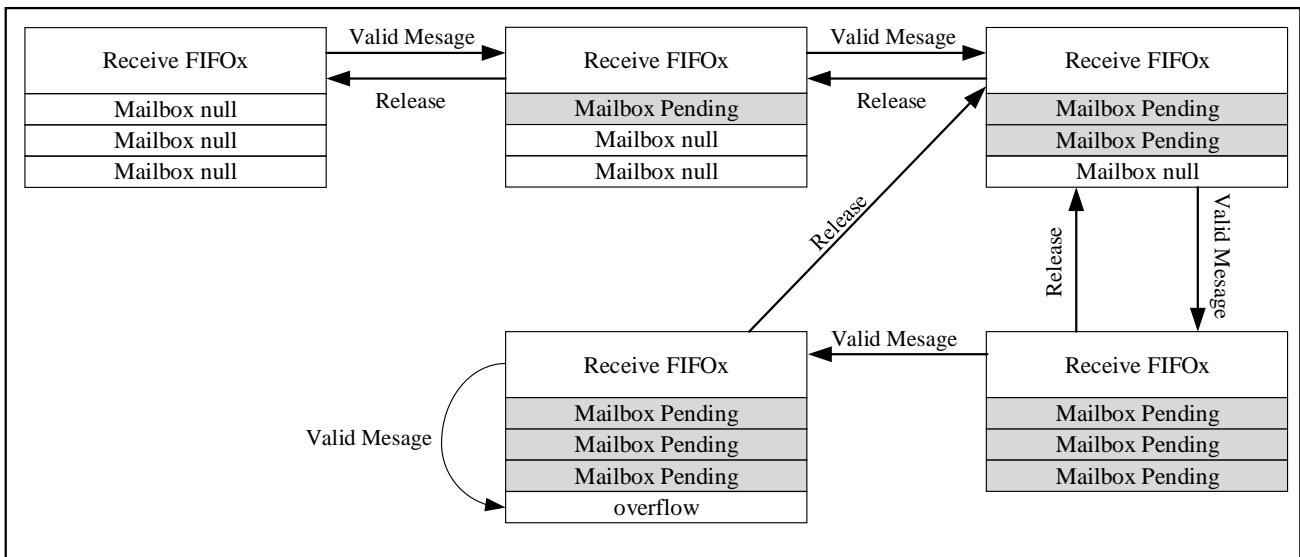 Receive FIFOx
Mailbox null
Mailbox null
Mailbox null
Valid Mesage
Release
Receive FIFOx
Mailbox Pending
Mailbox null
Mailbox null
Valid Mesage
Release
Receive FIFOx
Mailbox Pending
Mailbox Pending
Mailbox null
Release
Release
Valid Mesage
Valid Mesage
Receive FIFOx
Mailbox Pending
Mailbox Pending
Mailbox Pending
overflow
Valid Mesage
Receive FIFOx
Mailbox Pending
Mailbox Pending
Mailbox Pending